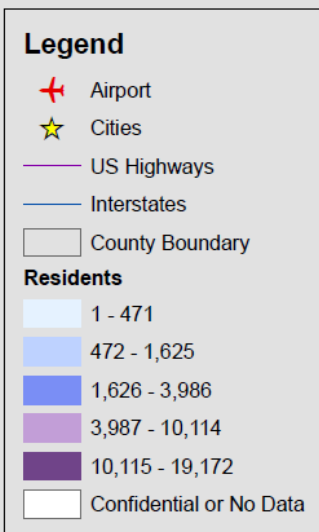 Legend
Airport
Cities
US Highways
Interstates
County Boundary
Residents
1 - 471
472 - 1,625
1,626 - 3,986
3,987 - 10,114
10,115 - 19,172
Confidential or No Data